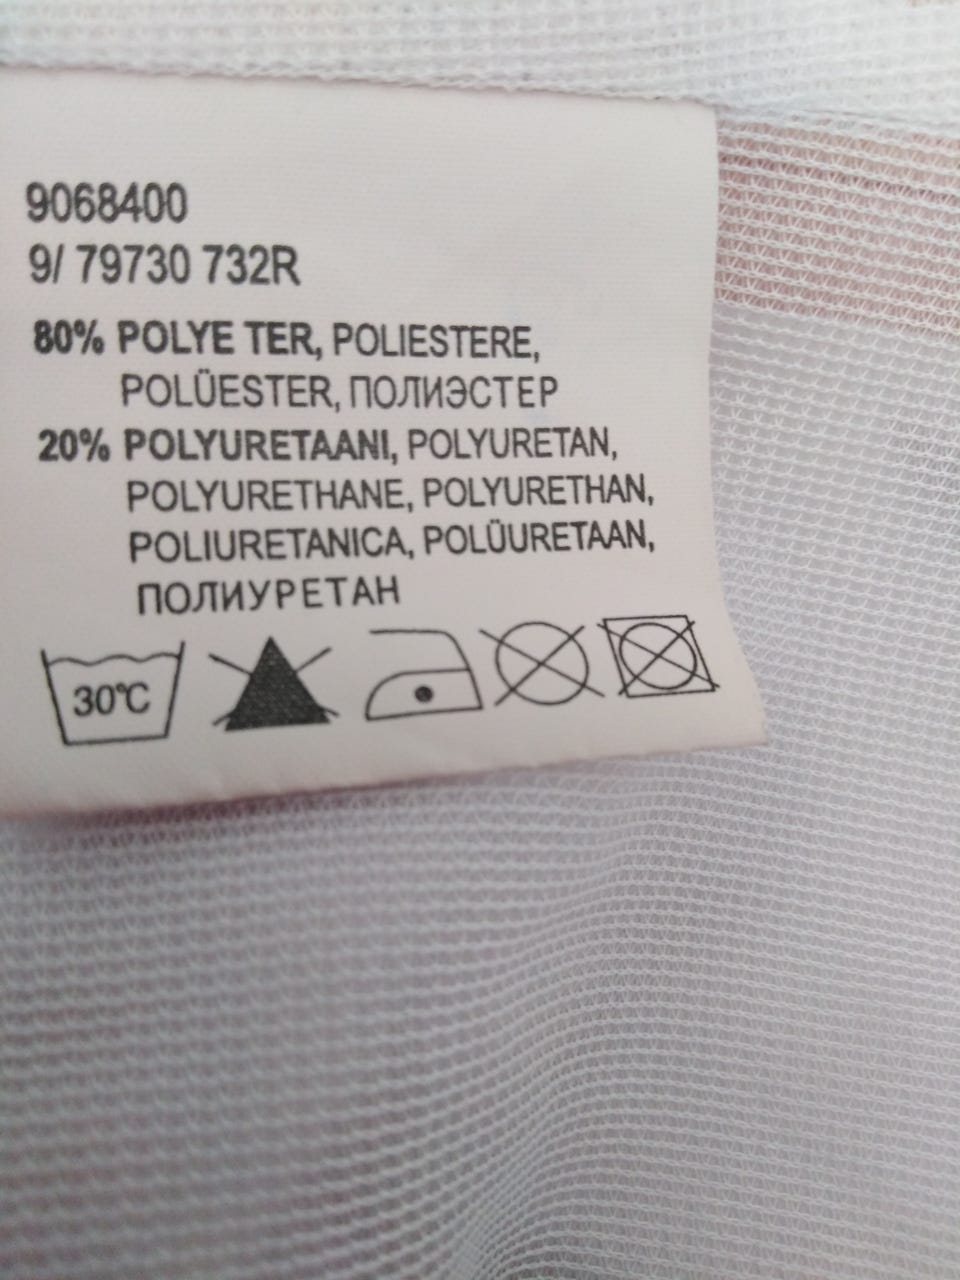 9068400
9/ 79730 732R
80% POLYE TER, POLIESTERE,
POLÜESTER, ПОЛИЭСТЕР
20% POLYURETAANI, POLYURETAN,
POLYURETHANE, POLYURETHAN,
POLIURETANICA, POLÜURETAAN,
ПОЛИУРЕТАН
30°C